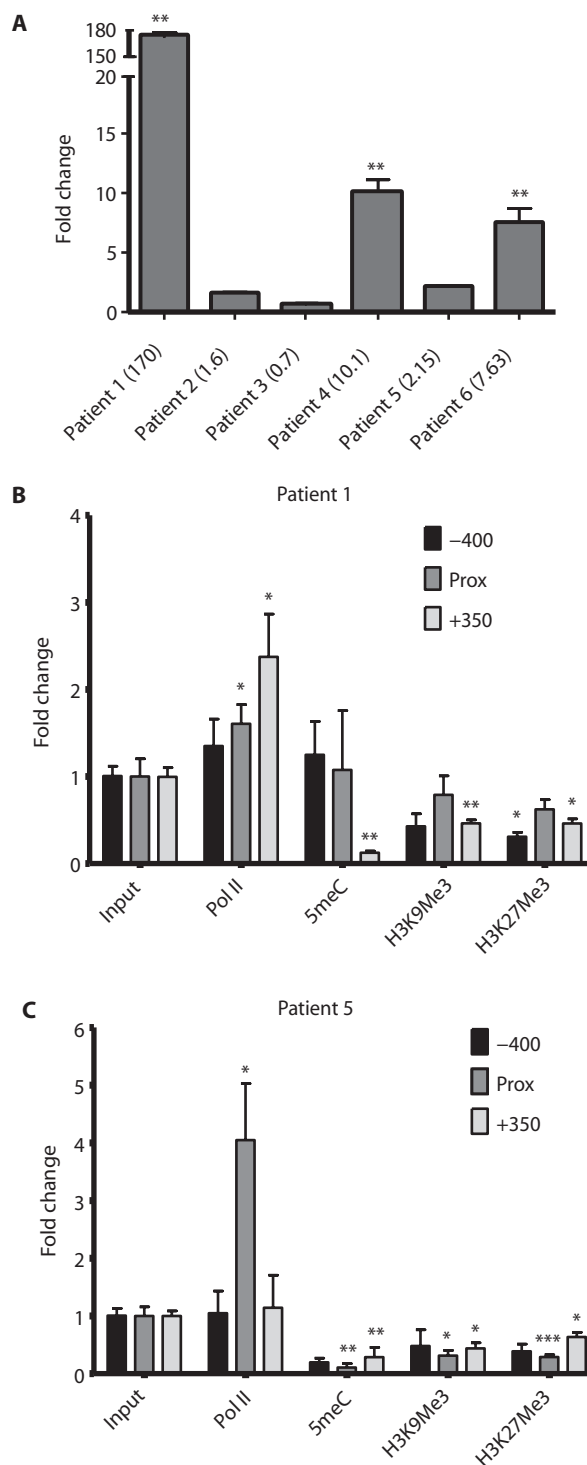 A
Fold change
180
150
20
15
10
5
0
**
**
**
Patient 1 (170)
Patient 2 (1.6)
Patient 3 (0.7)
Patient 4 (10.1)
Patient 5 (2.15)
Patient 6 (7.63)
B
Patient 1
Fold change
4
3
2
1
0
−400
Prox
+350
*
*
**
**
*
*
Input
Pol II
5meC
H3K9Me3
H3K27Me3
C
Patient 5
Fold change
6
5
4
3
2
1
0
−400
Prox
+350
*
**
**
*
*
***
*
Input
Pol II
5meC
H3K9Me3
H3K27Me3